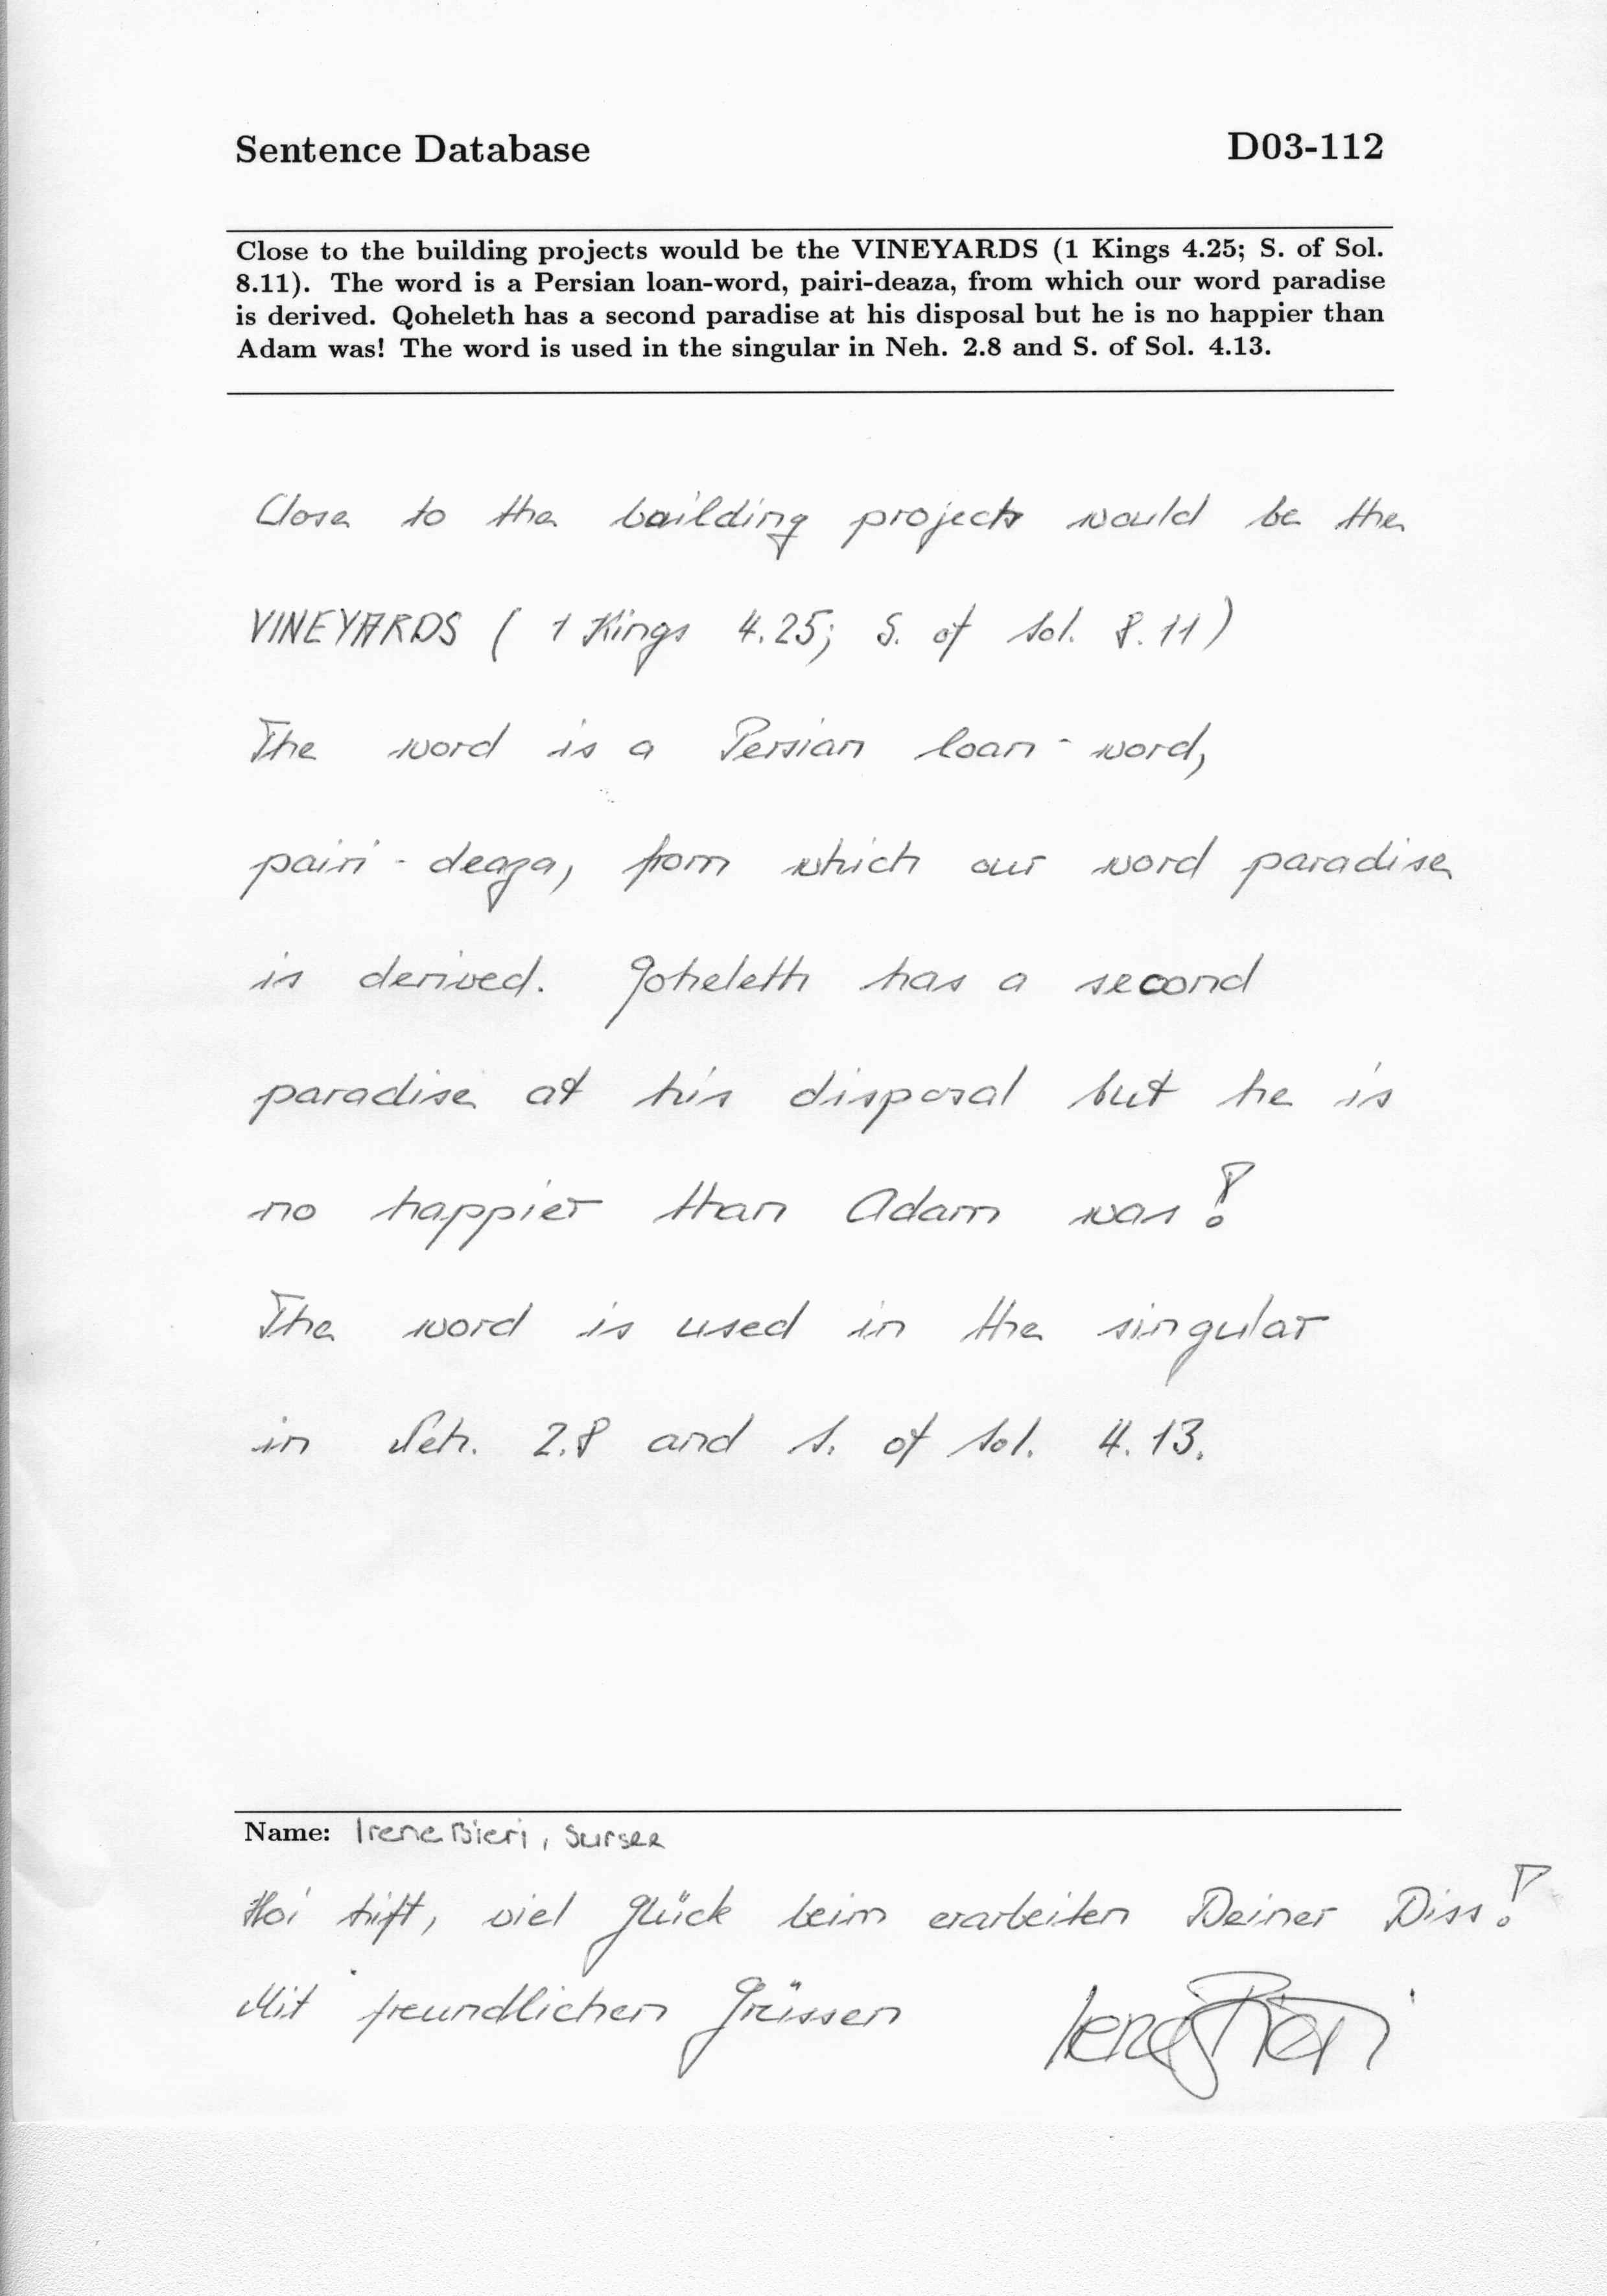 Sentence Database D03-112
Close to the building projects would be the VINEYARDS (1 Kings 4.25; S. of Sol.
8.11). The word is a Persian loan-word, pairi-deaza, from which our word paradise
is derived. Qoheleth has a second paradise at his disposal but he is no happier than
Adam was! The word is used in the singular in Neh. 2.8 and S. of Sol. 4.13.
Close to the building projects would be the
VINEYARDS ( 1 Kings 4.25; S. of Sol. 8.11)
The word is a Persian loan-word,
pairi-deaza, from which our word paradise
is derived. Qoheleth has a second
paradise at his disposal but he is
no happier than Adam was!
The word is used in the singular
in Neh. 2.8 and S. of Sol. 4.13.
Name: Irene Bieri, Sursee
Hoi Stift, viel Glück beim erarbeiten Deiner Diss!
Mit freundlichen Grüssen Irene Bieri